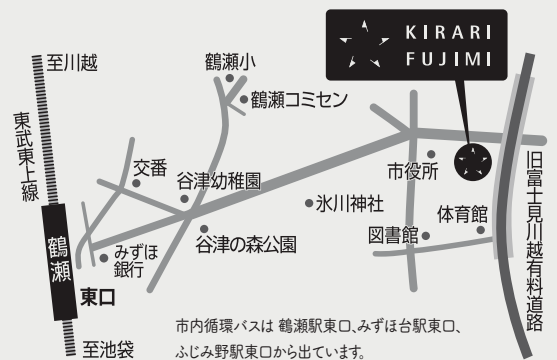 KIRARI
FUJIMI
至川越
東武東上線
鶴瀬
東口
至池袋
鶴瀬小
鶴瀬コミセン
交番
谷津幼稚園
みずほ
銀行
谷津の森公園
氷川神社
市役所
図書館
体育館
旧富士見川越有料道路
市内循環バスは 鶴瀬駅東口、みずほ台駅東口、
ふじみ野駅東口から出ています。